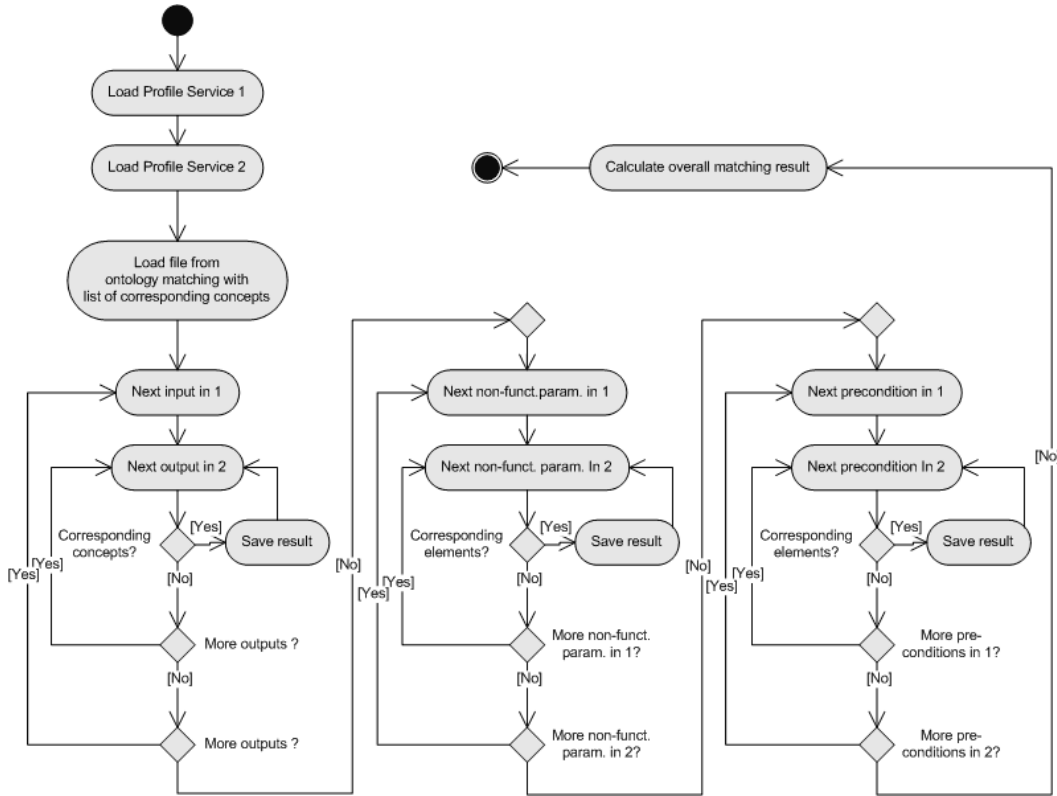 Load Profile Service 1
Load Profile Service 2
Calculate overall matching result
Load file from
ontology matching with
list of corresponding concepts
Next input in 1
Next output in 2
Corresponding
concepts?
[Yes]
Save result
[Yes]
[Yes]
[No]
More outputs ?
[No]
More outputs ?
[No]
Next non-funct.param. in 1
Next non-funct. param. In 2
Corresponding
elements?
[Yes]
Save result
[Yes]
[Yes]
[No]
More non-funct.
param. in 1?
[No]
More non-funct.
param. in 2?
[No]
Next precondition in 1
Next precondition In 2
Corresponding
elements?
[Yes]
Save result
[Yes]
[Yes]
[No]
More pre-
conditions in 1?
[No]
More pre-
conditions in 2?
[No